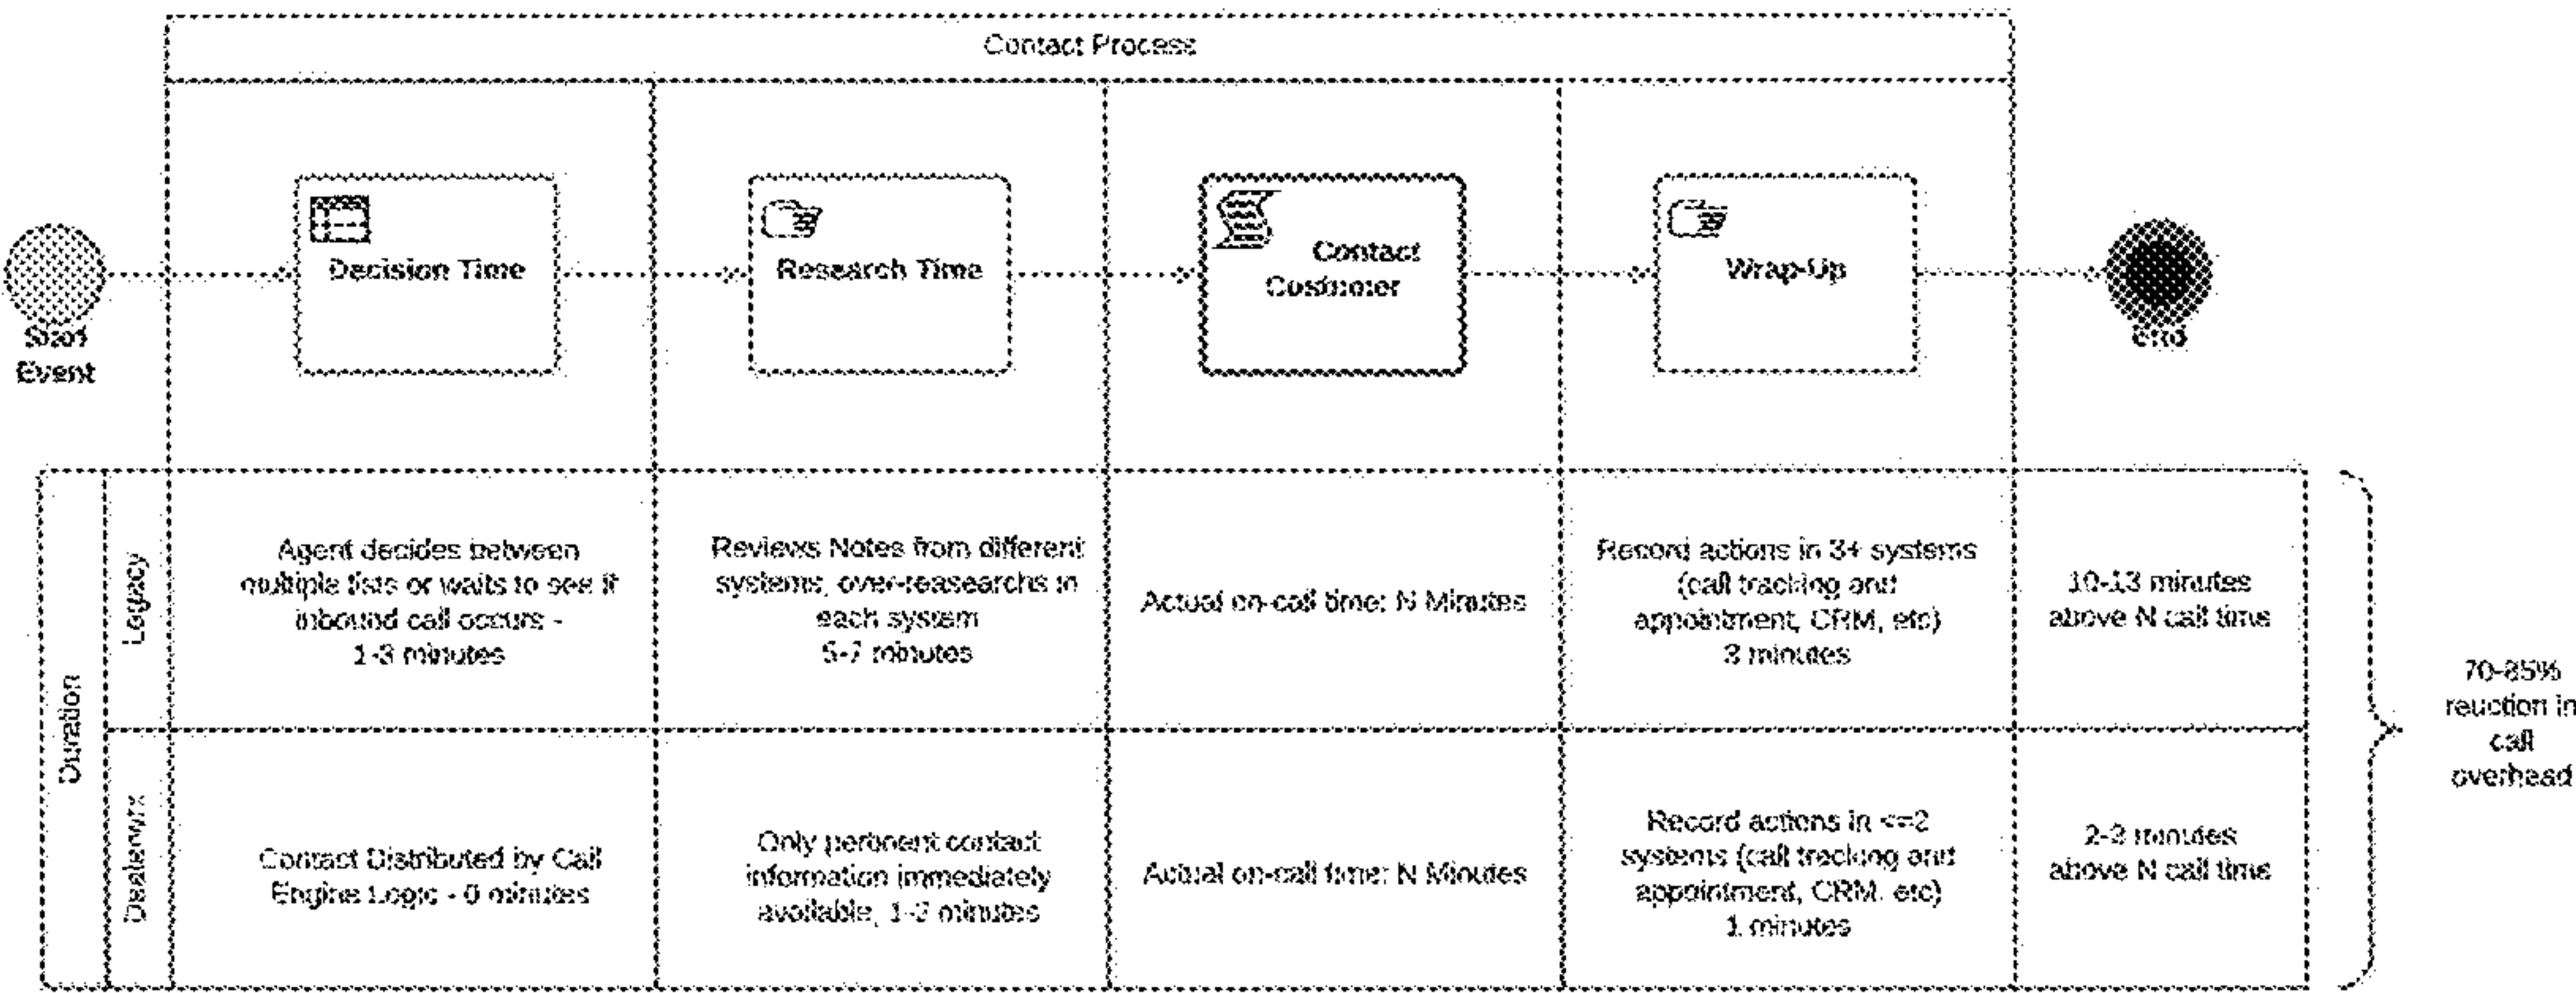 Contact Process
Decision Time
Research Time
Contact
Customer
Wrap-Up
Start
Event
End
Duration
Legacy
Agent decides between
multiple lists or waits to see if
inbound call occurs -
1-3 minutes
Reviews Notes from different
systems, over-reasearchs in
each system
5-7 minutes
Actual on-call time: N Minutes
Record actions in 3+ systems
(call tracking and
appointment, CRM, etc)
3 minutes
10-13 minutes
above N call time
70-85%
reuction in
call
overhead
Dealerwx
Contact Distributed by Call
Engine Logic - 0 minutes
Only pertinent contact
information immediately
available, 1-2 minutes
Actual on-call time: N Minutes
Record actions in <=2
systems (call tracking and
appointment, CRM, etc)
1 minutes
2-3 minutes
above N call time